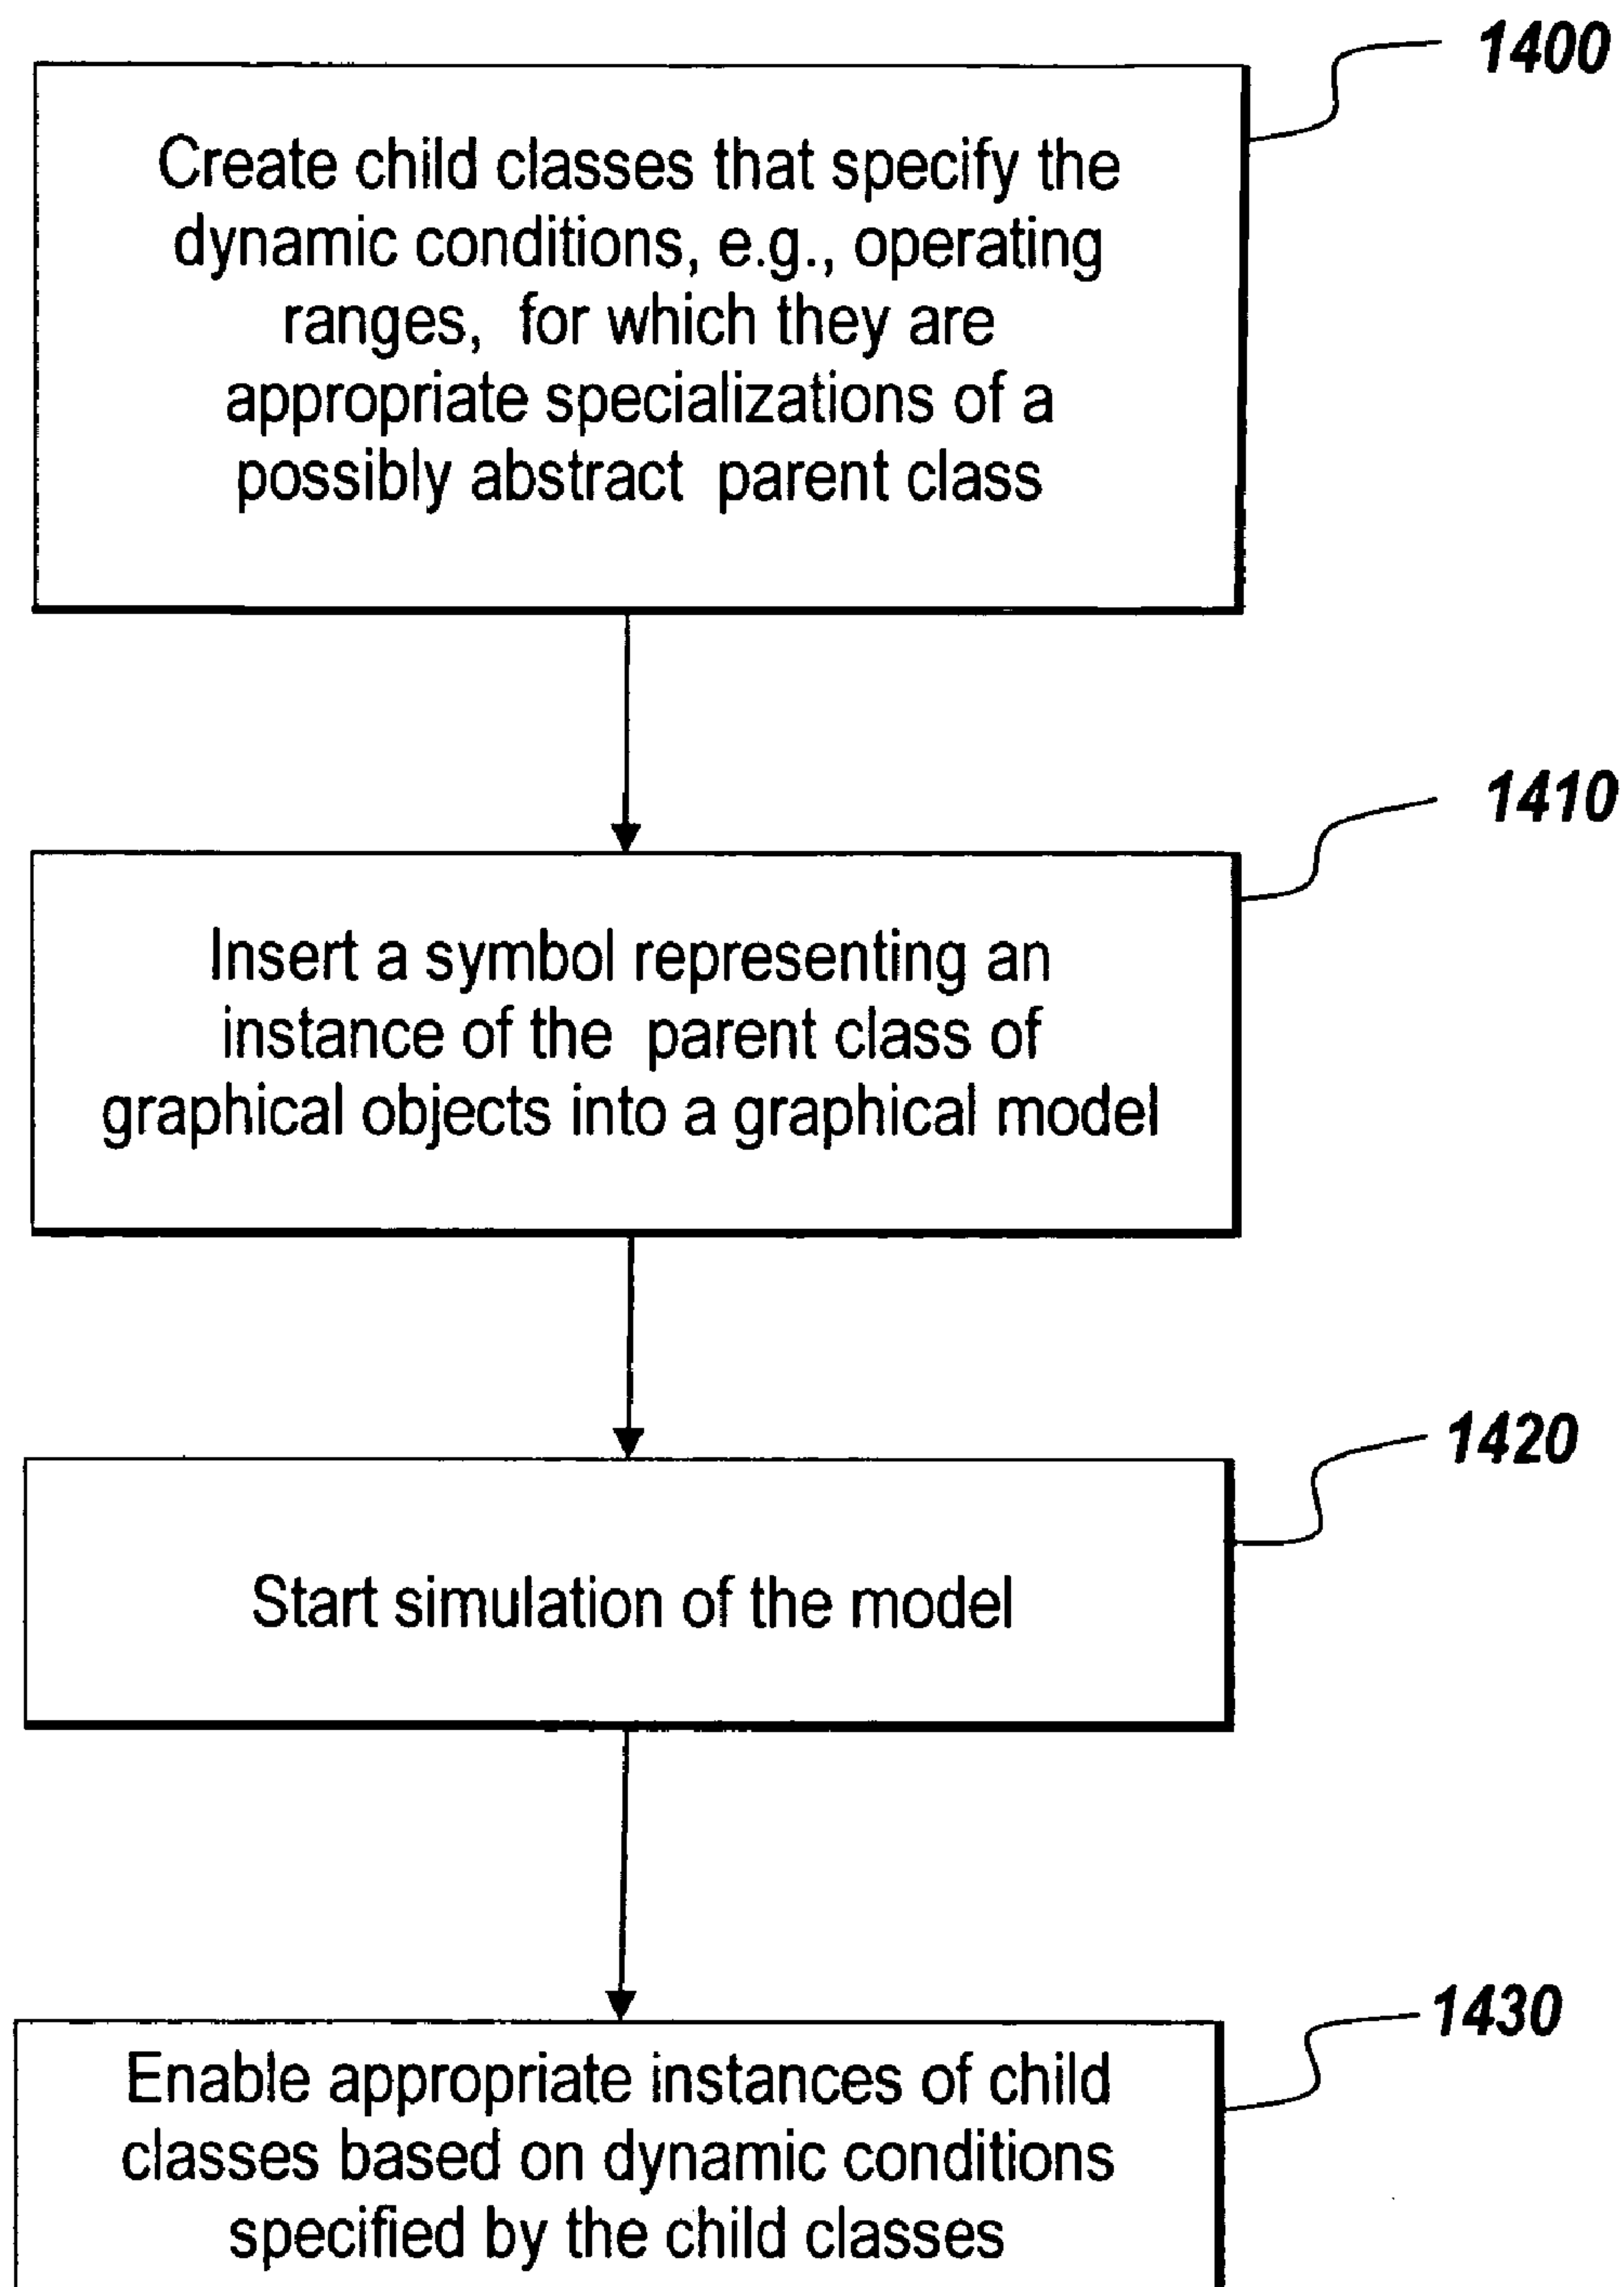 1400
Create child classes that specify the
dynamic conditions, e.g., operating
ranges, for which they are
appropriate specializations of a
possibly abstract parent class
1410
Insert a symbol representing an
instance of the parent class of
graphical objects into a graphical model
1420
Start simulation of the model
1430
Enable appropriate instances of child
classes based on dynamic conditions
specified by the child classes